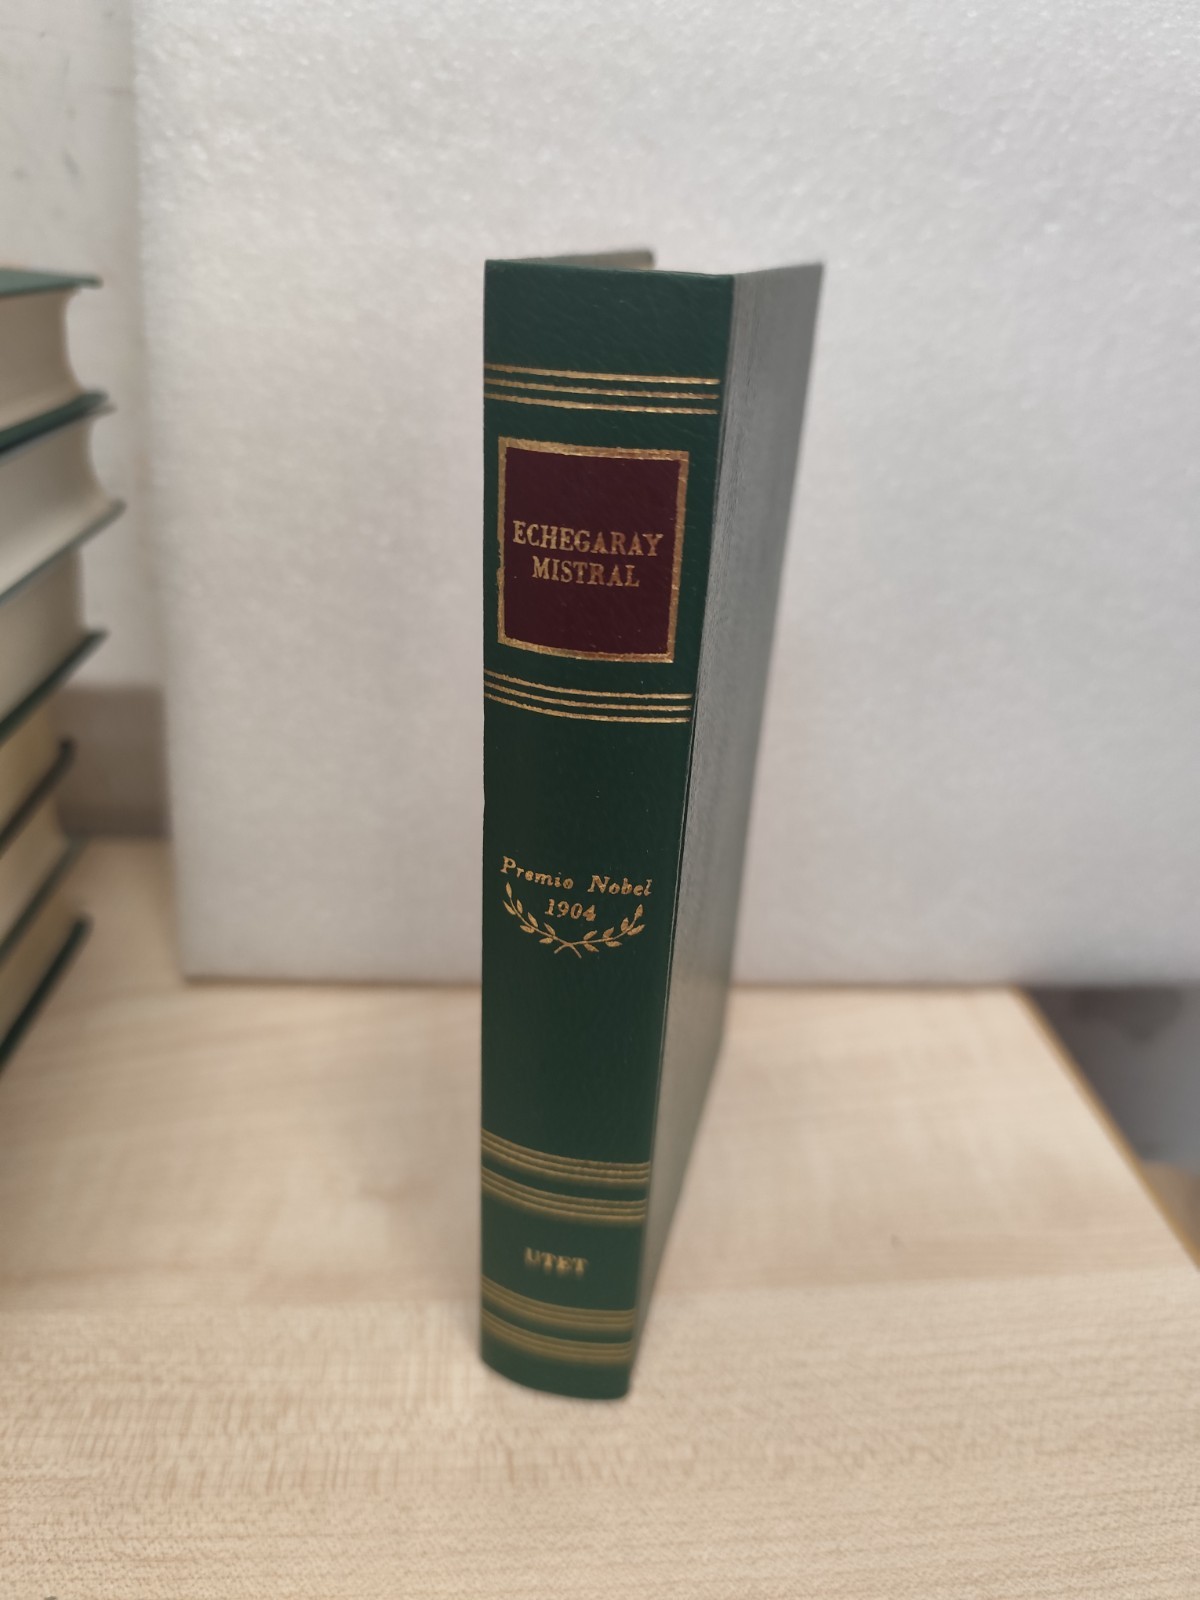 ECHEGARAY
MISTRAL
Premio Nobel
1904
UTET